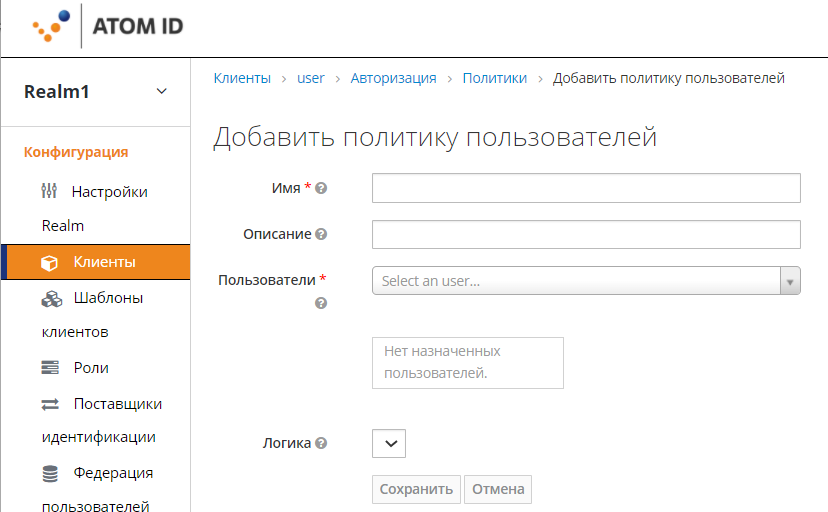 ATOM ID
Realm1
Конфигурация
Настройки
Realm
Клиенты
Шаблоны
клиентов
Роли
Поставщики
идентификации
Федерация
пользователей
Клиенты > user > Авторизация > Политики > Добавить политику пользователей
Добавить политику пользователей
Имя *
Описание
Пользователи *
Select an user...
Нет назначенных
пользователей.
Логика
Сохранить Отмена